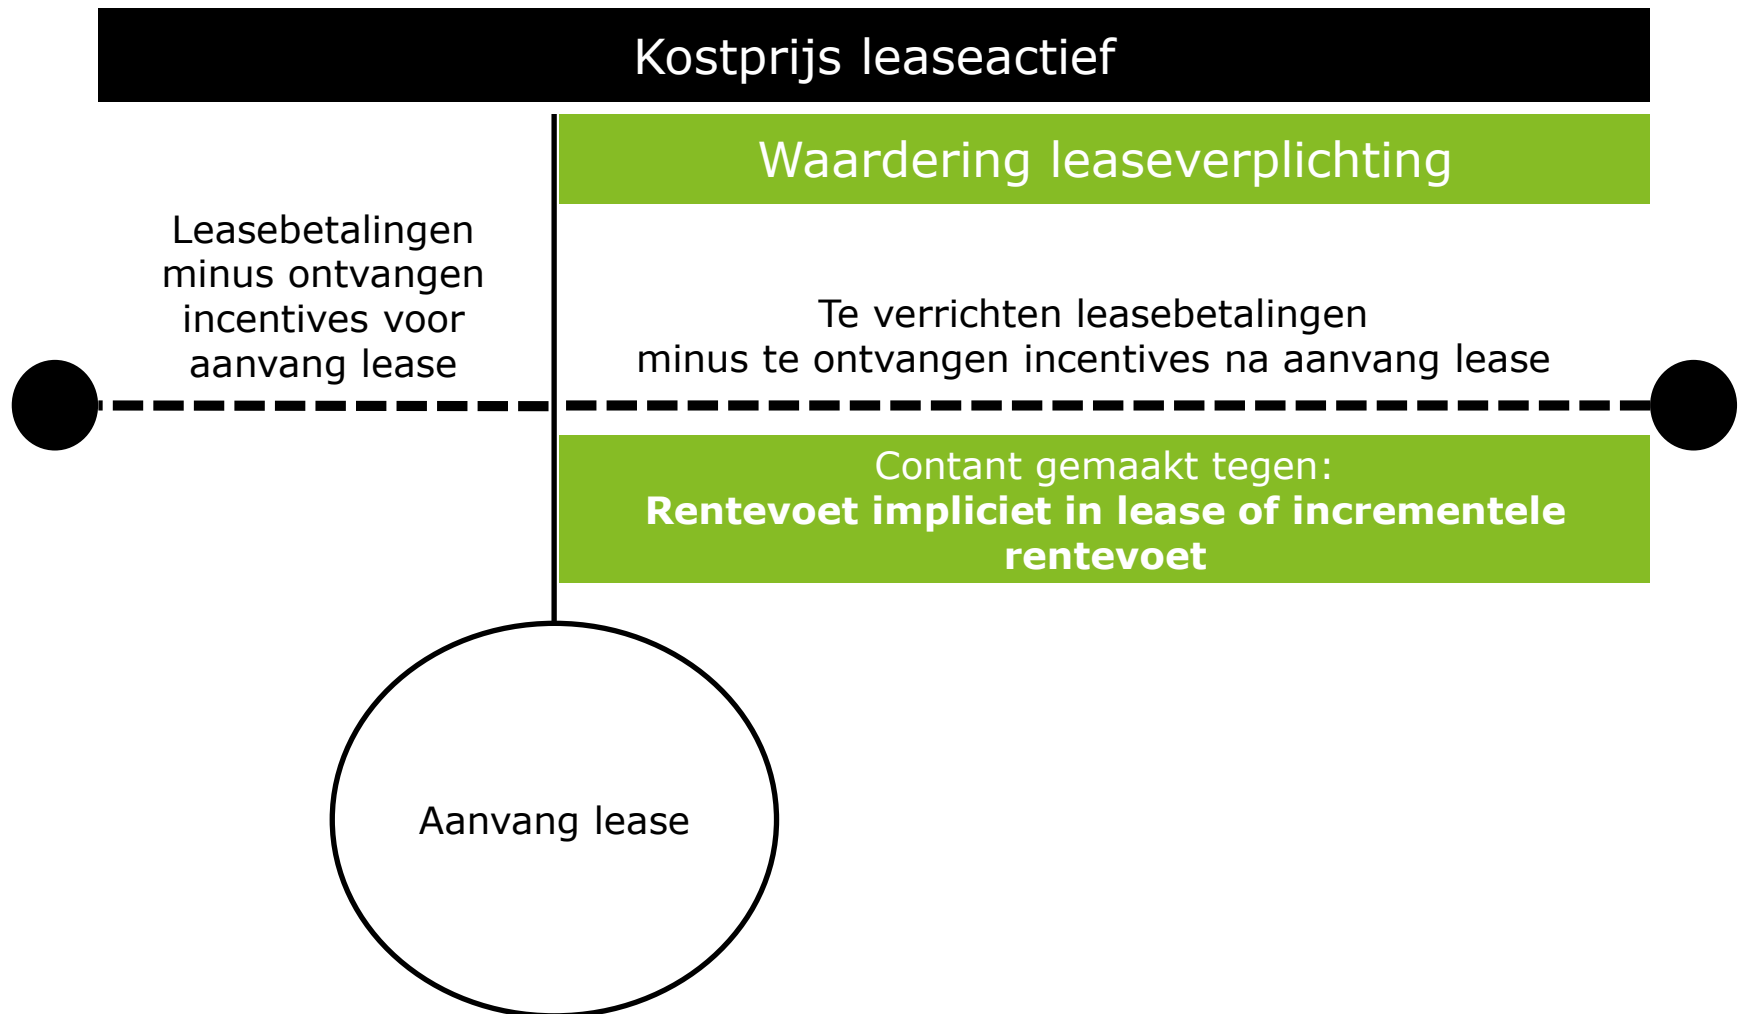 Kostprijs leaseactief
Waardering leaseverplichting
Leasebetalingen
minus ontvangen
incentives voor
aanvang lease
Te verrichten leasebetalingen
minus te ontvangen incentives na aanvang lease
Contant gemaakt tegen:
Rentevoet impliciet in lease of incrementele
rentevoet
Aanvang lease